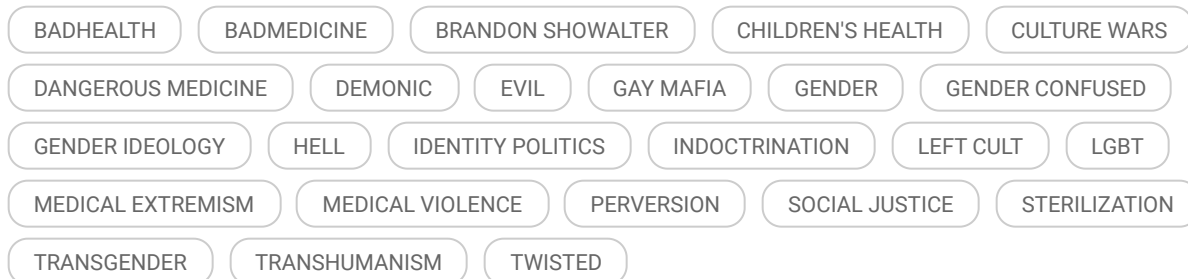 BADHEALTH BADMEDICINE BRANDON SHOWALTER CHILDREN'S HEALTH CULTURE WARS
DANGEROUS MEDICINE DEMONIC EVIL GAY MAFIA GENDER GENDER CONFUSED
GENDER IDEOLOGY HELL IDENTITY POLITICS INDOCTRINATION LEFT CULT LGBT
MEDICAL EXTREMISM MEDICAL VIOLENCE PERVERSION SOCIAL JUSTICE STERILIZATION
TRANSGENDER TRANSHUMANISM TWISTED